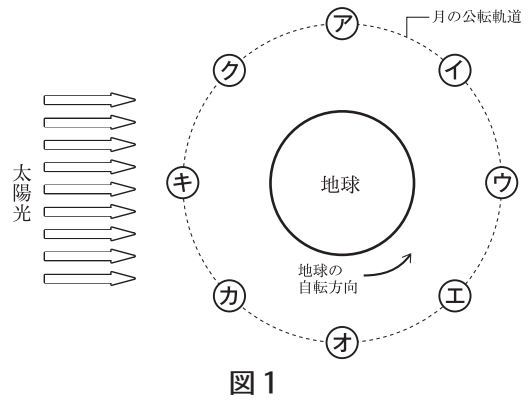 月の公転軌道
ア
イ
ウ
エ
オ
カ
キ
ク
太陽光
地球
地球の
自転方向
図1